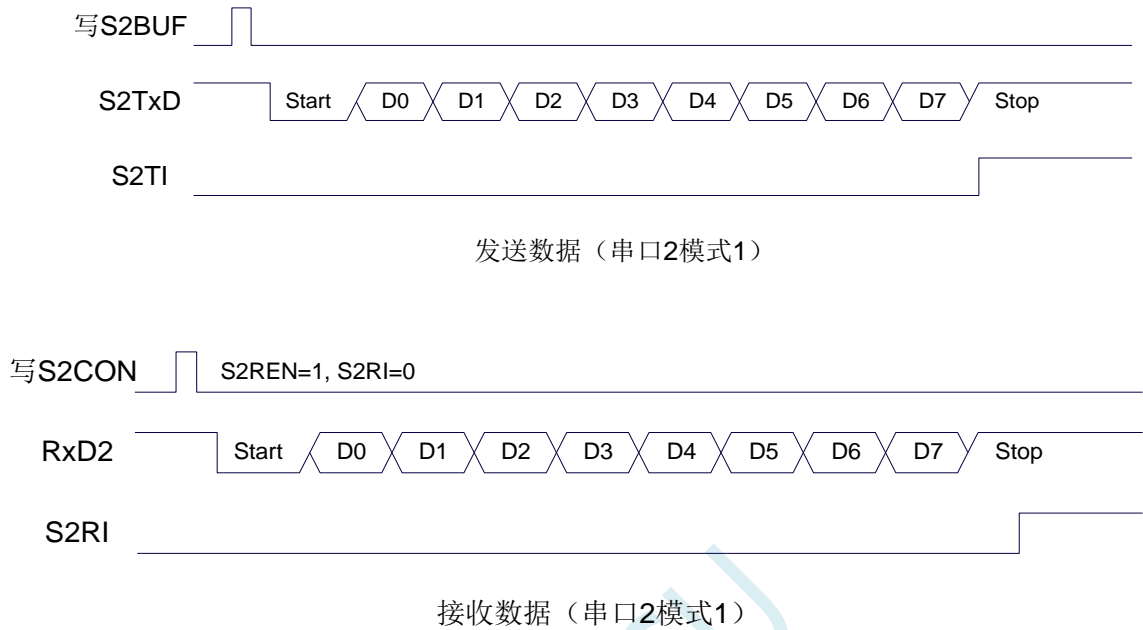 写S2BUF
S2TxD Start D0 D1 D2 D3 D4 D5 D6 D7 Stop
S2TI
发送数据（串口2模式1）
写S2CON S2REN=1, S2RI=0
RxD2 Start D0 D1 D2 D3 D4 D5 D6 D7 Stop
S2RI
接收数据（串口2模式1）